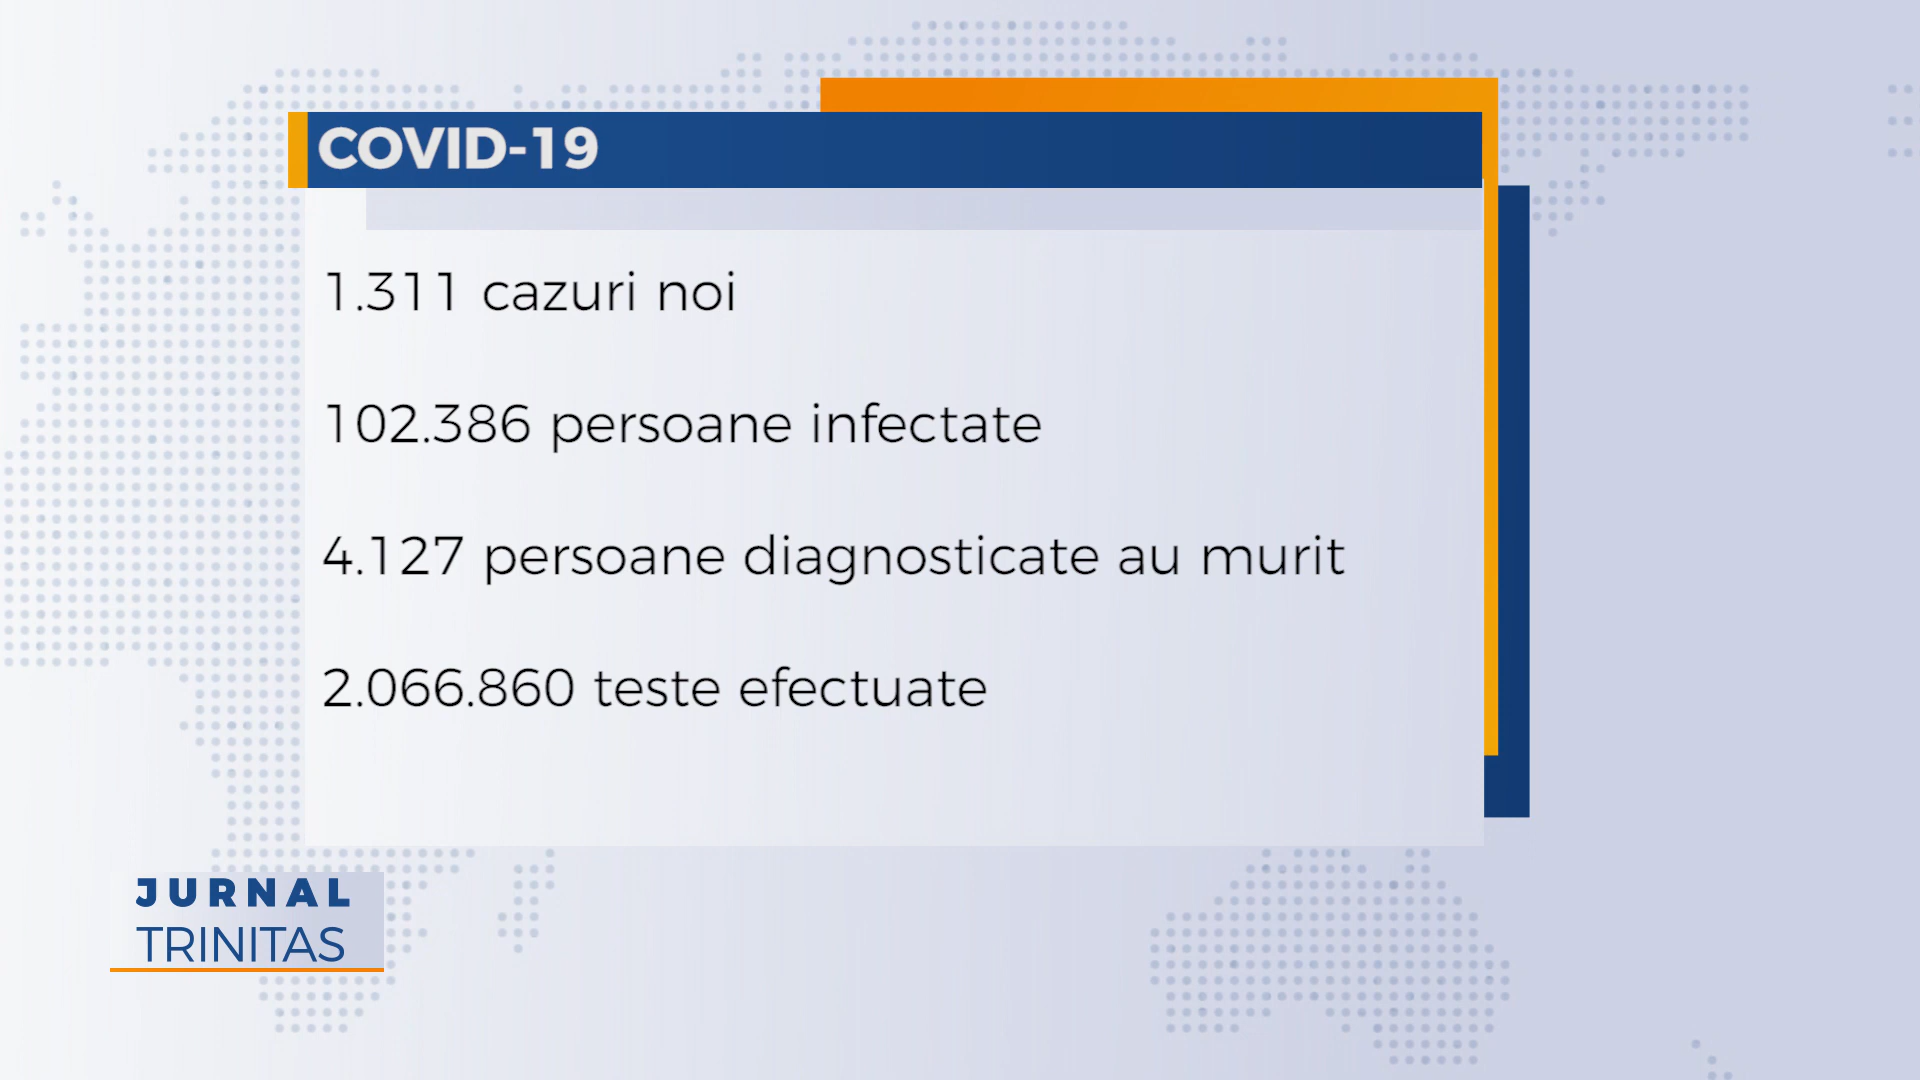 COVID-19
1.311 cazuri noi
102.386 persoane infectate
4.127 persoane diagnosticate au murit
2.066.860 teste efectuate
JURNAL
TRINITAS